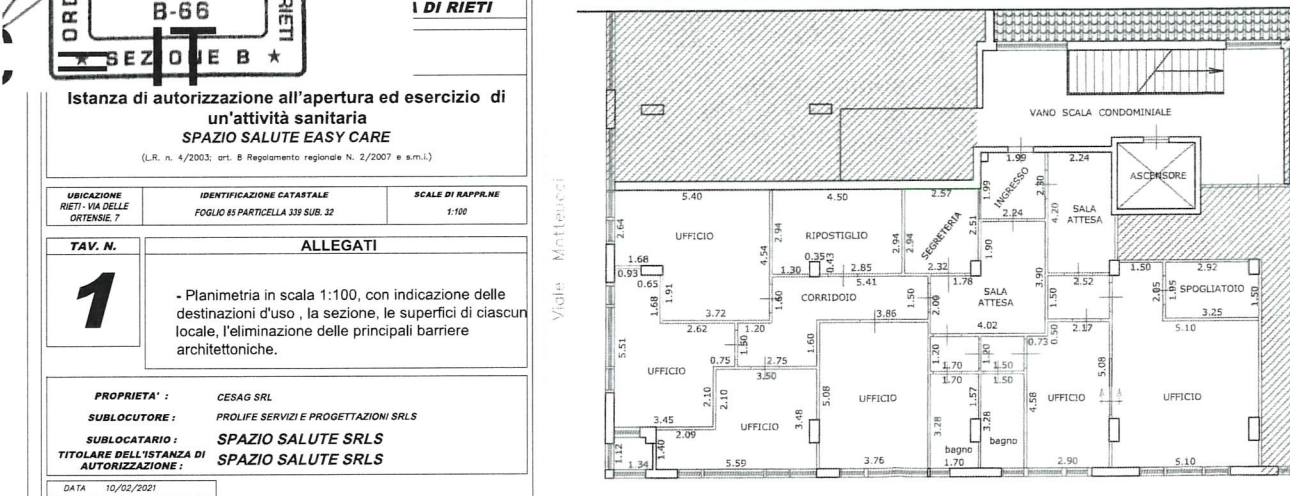 ORD
B-66
RIETI
★ SEZIONE B ★
DI RIETI
Istanza di autorizzazione all'apertura ed esercizio di
un'attività sanitaria
SPAZIO SALUTE EASY CARE
(L.R. n. 4/2003; art. 8 Regolamento regionale N. 2/2007 e s.m.i.)
UBICAZIONE
RIETI - VIA DELLE
ORTENSIE, 7
IDENTIFICAZIONE CATASTALE
FOGLIO 85 PARTICELLA 339 SUB. 32
SCALE DI RAPPR.NE
1:100
TAV. N.
1
ALLEGATI
- Planimetria in scala 1:100, con indicazione delle
destinazioni d'uso , la sezione, le superfici di ciascun
locale, l'eliminazione delle principali barriere
architettoniche.
PROPRIETA' : CESAG SRL
SUBLOCUTORE : PROLIFE SERVIZI E PROGETTAZIONI SRLS
SUBLOCATARIO : SPAZIO SALUTE SRLS
TITOLARE DELL'ISTANZA DI
AUTORIZZAZIONE : SPAZIO SALUTE SRLS
DATA 10/02/2021
Viale Matteucci
VANO SCALA CONDOMINIALE
ASCENSORE
1.99
2.24
1.99
INGRESSO
2.30
2.24
4.20
SALA
ATTESA
5.40
4.50
2.57
2.64
UFFICIO
4.54
2.94
RIPOSTIGLIO
2.94
2.94
SEGRETERIA
2.51
1.90
1.68
0.93
0.65
1.68
1.91
3.72
1.30
0.35
0.43
2.85
5.41
2.32
1.78
CORRIDOIO
1.60
1.50
2.00
SALA
ATTESA
3.90
4.02
2.52
1.50
2.17
1.50
2.92
2.05
1.95
SPOGLIATOIO
1.50
3.25
5.10
3.86
2.62
1.20
1.50
0.75
2.75
1.60
5.51
UFFICIO
3.50
2.10
2.10
3.45
2.09
UFFICIO
3.48
5.08
UFFICIO
1.20
1.70
1.70
1.20
1.50
1.50
0.73
0.50
1.57
3.28
bagno
1.70
3.28
bagno
4.58
UFFICIO
5.08
UFFICIO
1.12
1.34
1.40
5.59
3.76
2.90
5.10